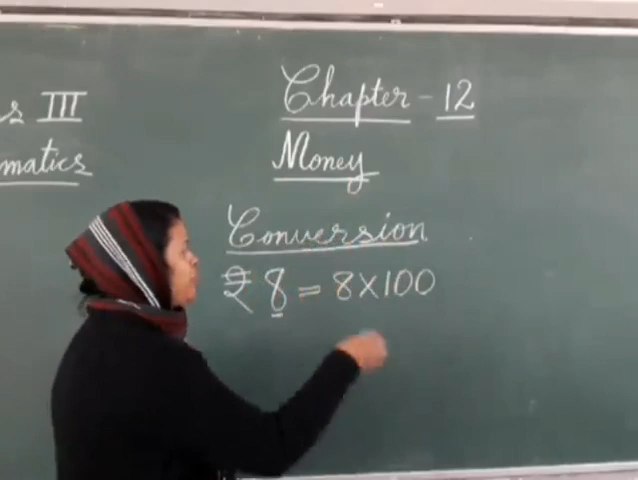 III Chapter - 12
matics Money
Conversion
₹ 8 = 8 × 100